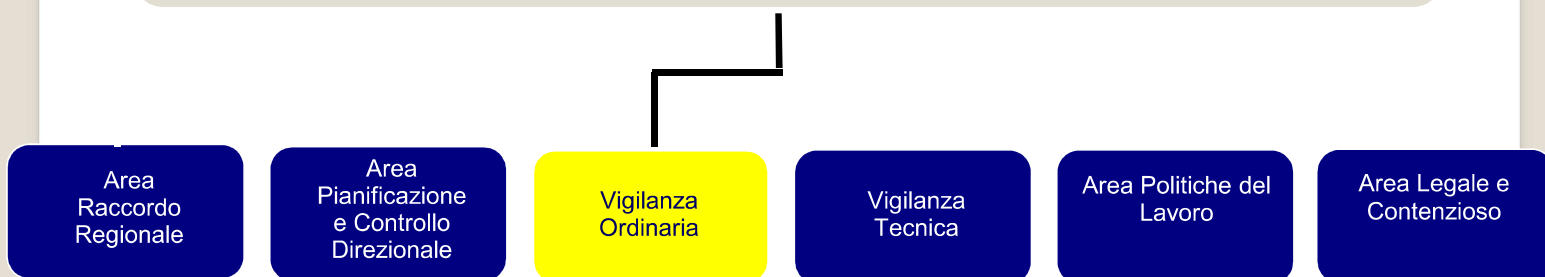 Area
Raccordo
Regionale
Area
Pianificazione
e Controllo
Direzionale
Vigilanza
Ordinaria
Vigilanza
Tecnica
Area Politiche del
Lavoro
Area Legale e
Contenzioso